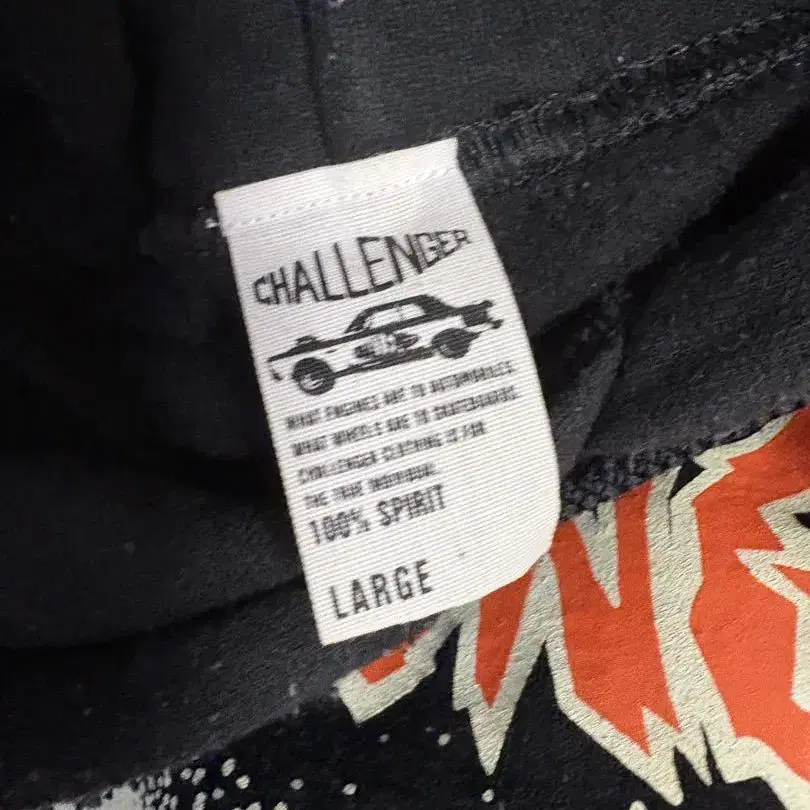 CHALLENGER
WHAT ENGINES ARE TO AUTOMOBILES.
WHAT WHEELS ARE TO SKATEBOARDS.
CHALLENGER CLOTHING IS FOR
THE TRUE INDIVIDUAL.
100% SPIRIT
LARGE